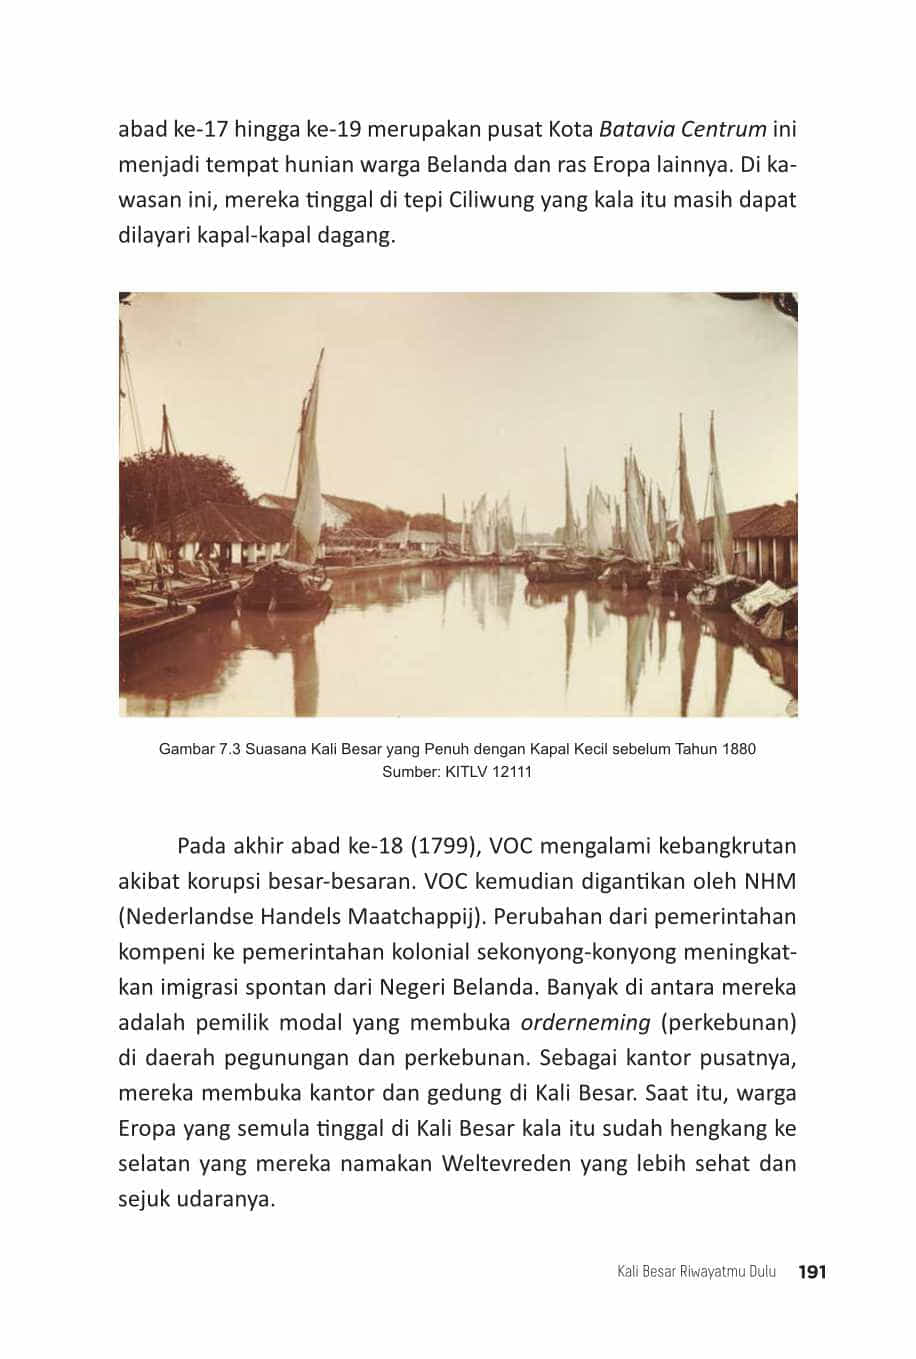 abad ke-17 hingga ke-19 merupakan pusat Kota Batavia Centrum ini
menjadi tempat hunian warga Belanda dan ras Eropa lainnya. Di ka-
wasan ini, mereka tinggal di tepi Ciliwung yang kala itu masih dapat
dilayari kapal-kapal dagang.
Gambar 7.3 Suasana Kali Besar yang Penuh dengan Kapal Kecil sebelum Tahun 1880
Sumber: KITLV 12111
Pada akhir abad ke-18 (1799), VOC mengalami kebangkrutan
akibat korupsi besar-besaran. VOC kemudian digantikan oleh NHM
(Nederlandse Handels Maatchappij). Perubahan dari pemerintahan
kompeni ke pemerintahan kolonial sekonyong-konyong meningkat-
kan imigrasi spontan dari Negeri Belanda. Banyak di antara mereka
adalah pemilik modal yang membuka orderneming (perkebunan)
di daerah pegunungan dan perkebunan. Sebagai kantor pusatnya,
mereka membuka kantor dan gedung di Kali Besar. Saat itu, warga
Eropa yang semula tinggal di Kali Besar kala itu sudah hengkang ke
selatan yang mereka namakan Weltevreden yang lebih sehat dan
sejuk udaranya.
Kali Besar Riwayatmu Dulu 191